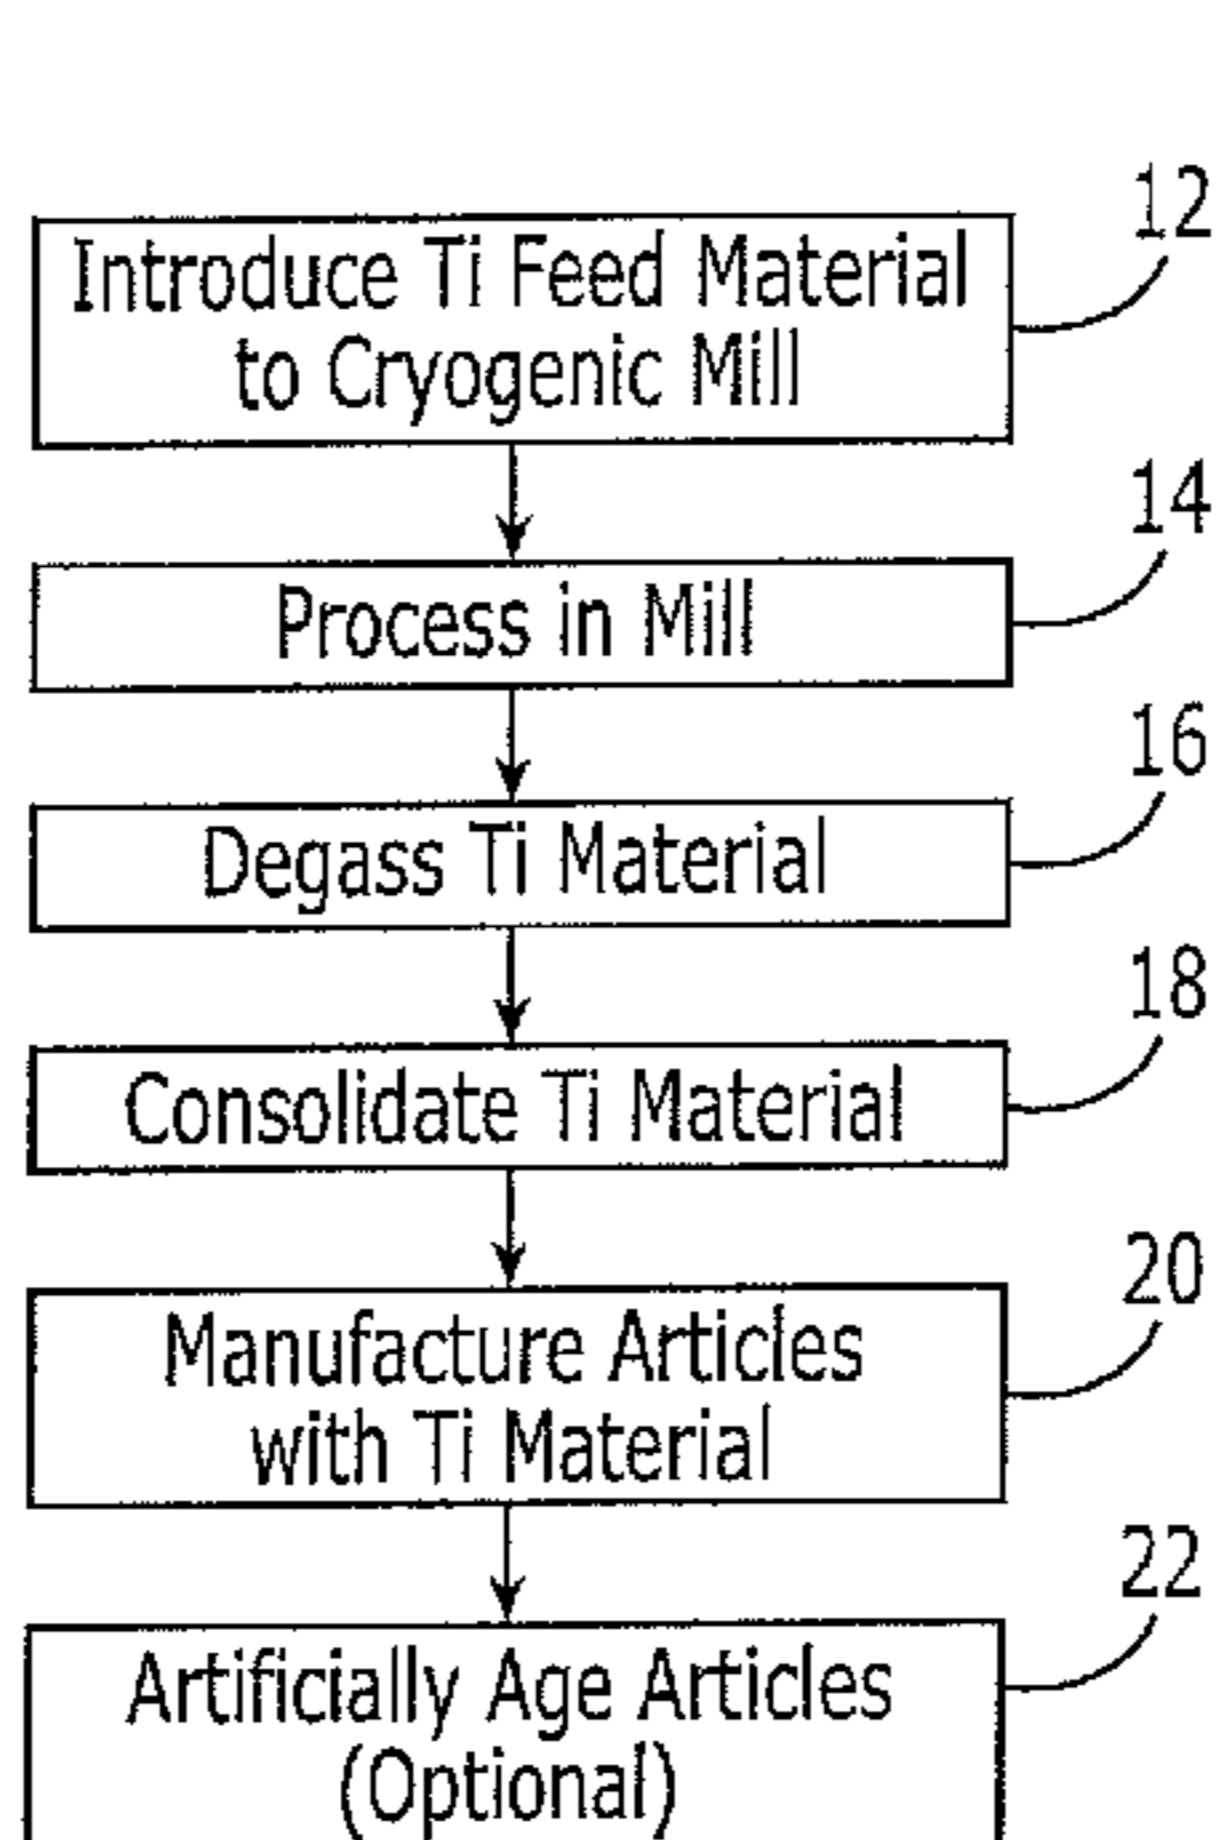 12
Introduce Ti Feed Material
to Cryogenic Mill
14
Process in Mill
16
Degass Ti Material
18
Consolidate Ti Material
20
Manufacture Articles
with Ti Material
22
Artificially Age Articles
(Optional)